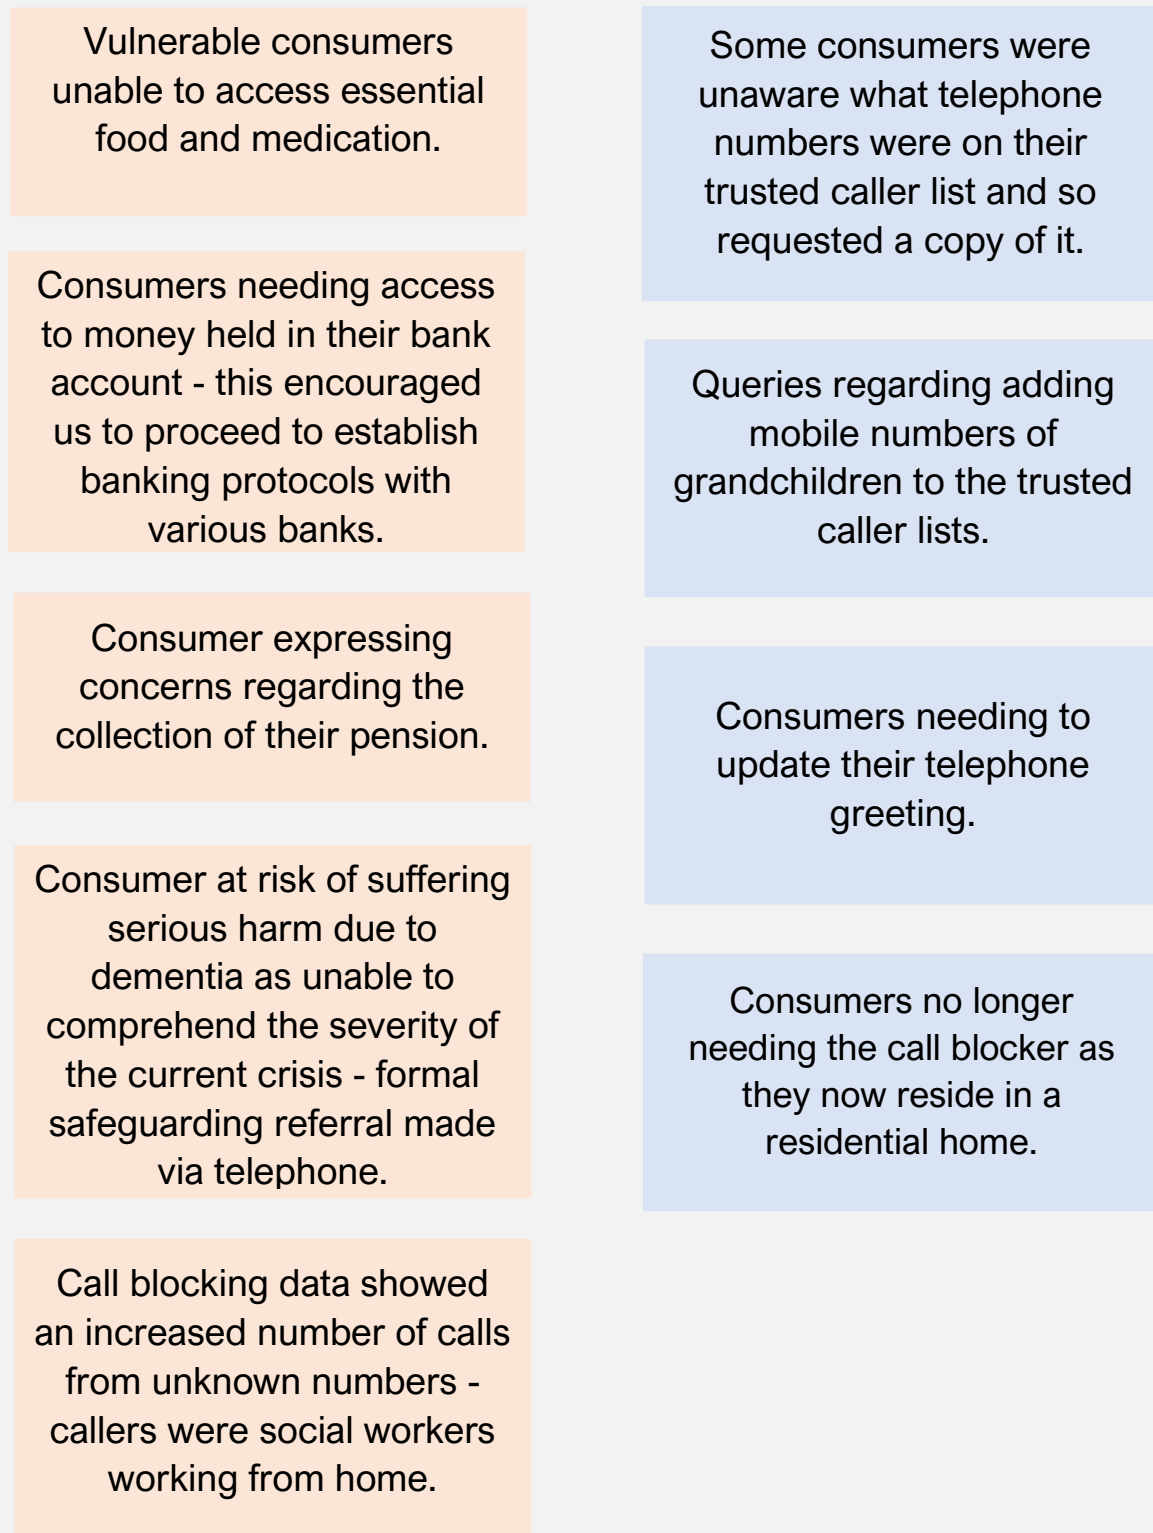 Vulnerable consumers
unable to access essential
food and medication.
Consumers needing access
to money held in their bank
account - this encouraged
us to proceed to establish
banking protocols with
various banks.
Consumer expressing
concerns regarding the
collection of their pension.
Consumer at risk of suffering
serious harm due to
dementia as unable to
comprehend the severity of
the current crisis - formal
safeguarding referral made
via telephone.
Call blocking data showed
an increased number of calls
from unknown numbers -
callers were social workers
working from home.
Some consumers were
unaware what telephone
numbers were on their
trusted caller list and so
requested a copy of it.
Queries regarding adding
mobile numbers of
grandchildren to the trusted
caller lists.
Consumers needing to
update their telephone
greeting.
Consumers no longer
needing the call blocker as
they now reside in a
residential home.